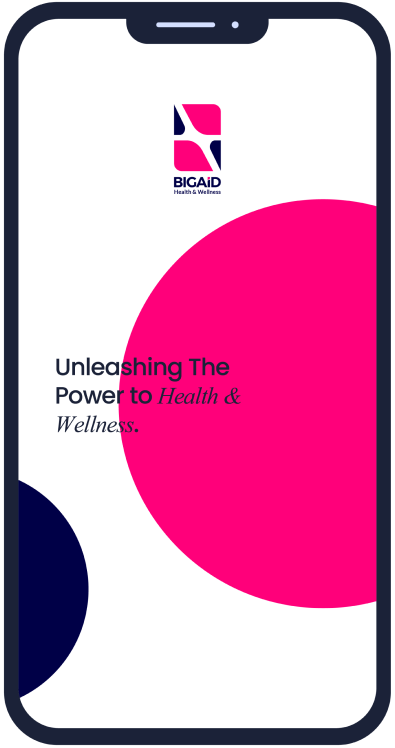 BIGAiD
Health & Wellness
Unleashing The
Power to Health &
Wellness.